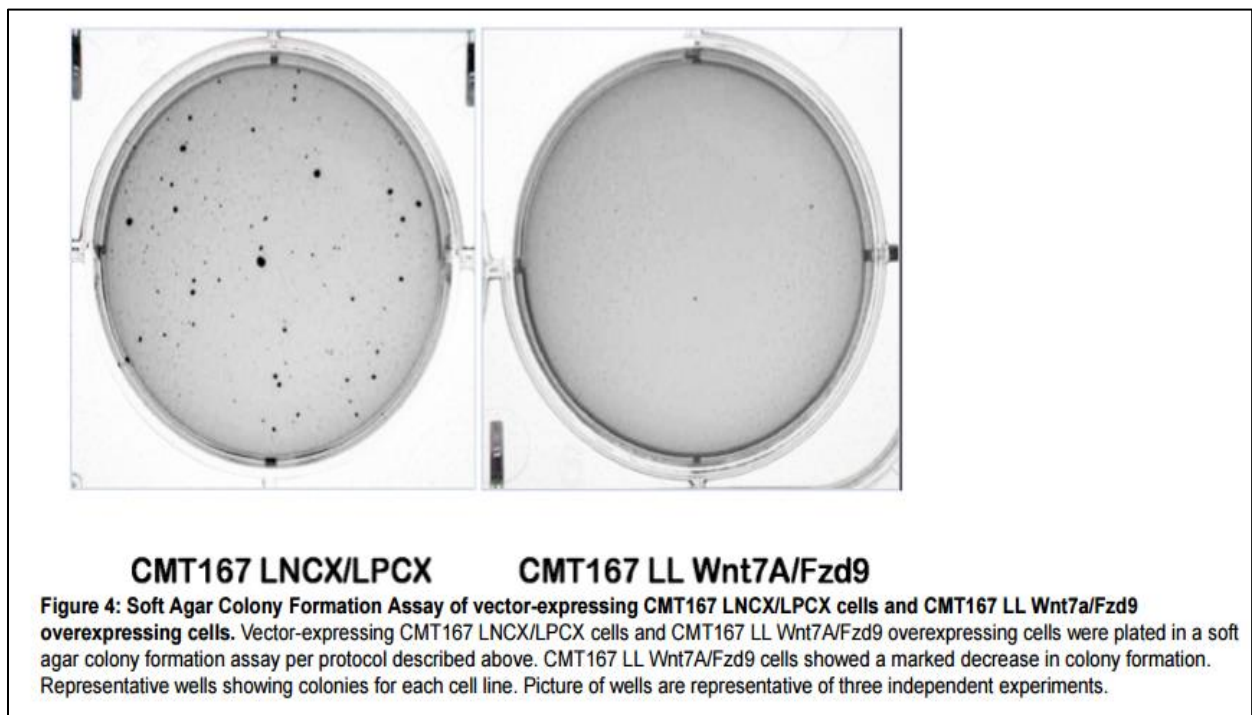 CMT167 LNCX/LPCX CMT167 LL Wnt7A/Fzd9
Figure 4: Soft Agar Colony Formation Assay of vector-expressing CMT167 LNCX/LPCX cells and CMT167 LL Wnt7a/Fzd9
overexpressing cells. Vector-expressing CMT167 LNCX/LPCX cells and CMT167 LL Wnt7A/Fzd9 overexpressing cells were plated in a soft
agar colony formation assay per protocol described above. CMT167 LL Wnt7A/Fzd9 cells showed a marked decrease in colony formation.
Representative wells showing colonies for each cell line. Picture of wells are representative of three independent experiments.